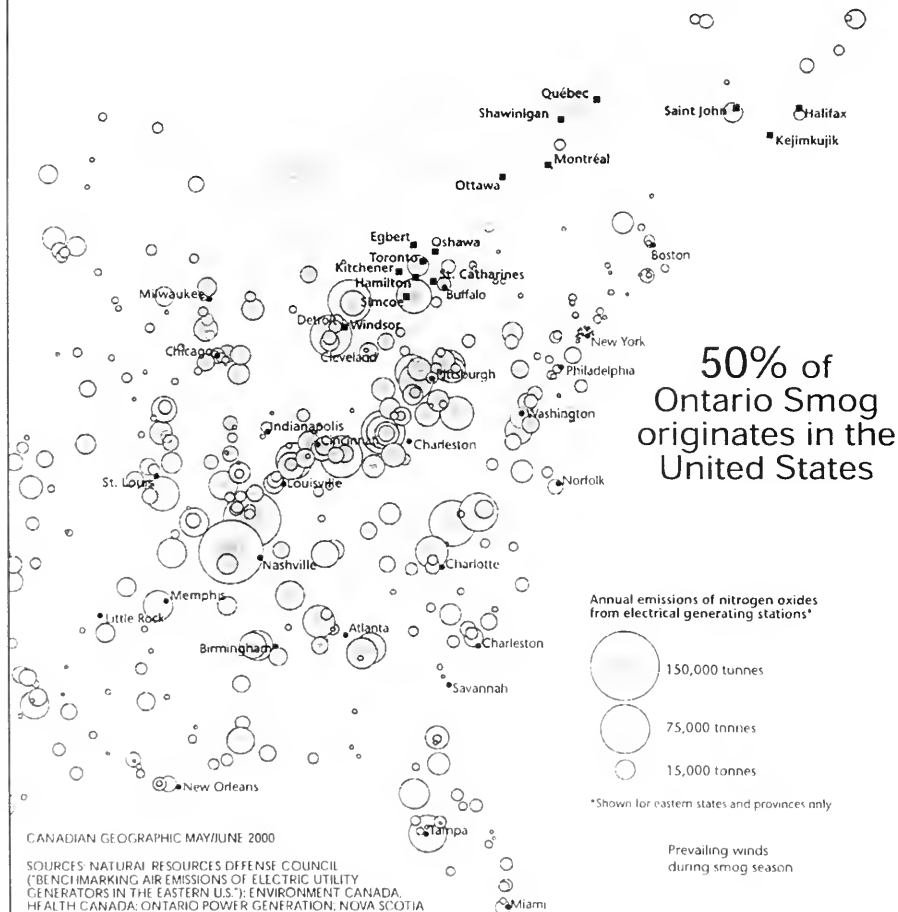 Québec
Shawinigan
Saint John
Halifax
Kejimkujik
Montréal
Ottawa
Egbert
Oshawa
Toronto
Kitchener
St. Catharines
Hamilton
Buffalo
Simcoe
Boston
Milwaukee
Detroit
Windsor
New York
Chicago
Cleveland
Pittsburgh
Philadelphia
50% of
Ontario Smog
originates in the
United States
Washington
Indianapolis
Cincinnati
Charleston
St. Louis
Louisville
Norfolk
Nashville
Charlotte
Memphis
Little Rock
Atlanta
Birmingham
Charleston
Savannah
Annual emissions of nitrogen oxides
from electrical generating stations*
150,000 tonnes
75,000 tonnes
15,000 tonnes
*Shown for eastern states and provinces only
New Orleans
Tampa
Prevailing winds
during smog season
Miami
CANADIAN GEOGRAPHIC MAY/JUNE 2000
SOURCES: NATURAL RESOURCES DEFENSE COUNCIL
("BENCHMARKING AIR EMISSIONS OF ELECTRIC UTILITY
GENERATORS IN THE EASTERN U.S."); ENVIRONMENT CANADA,
HEALTH CANADA; ONTARIO POWER GENERATION; NOVA SCOTIA